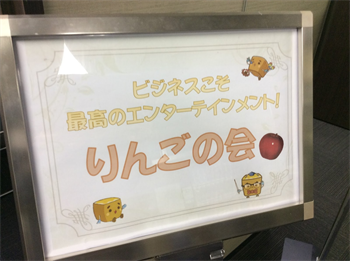 ビジネスこそ
最高のエンターテインメント!
りんごの会